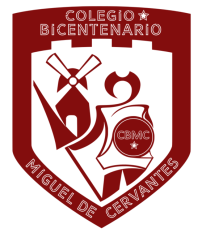 COLEGIO
BICENTENARIO
CBMC
MIGUEL DE CERVANTES